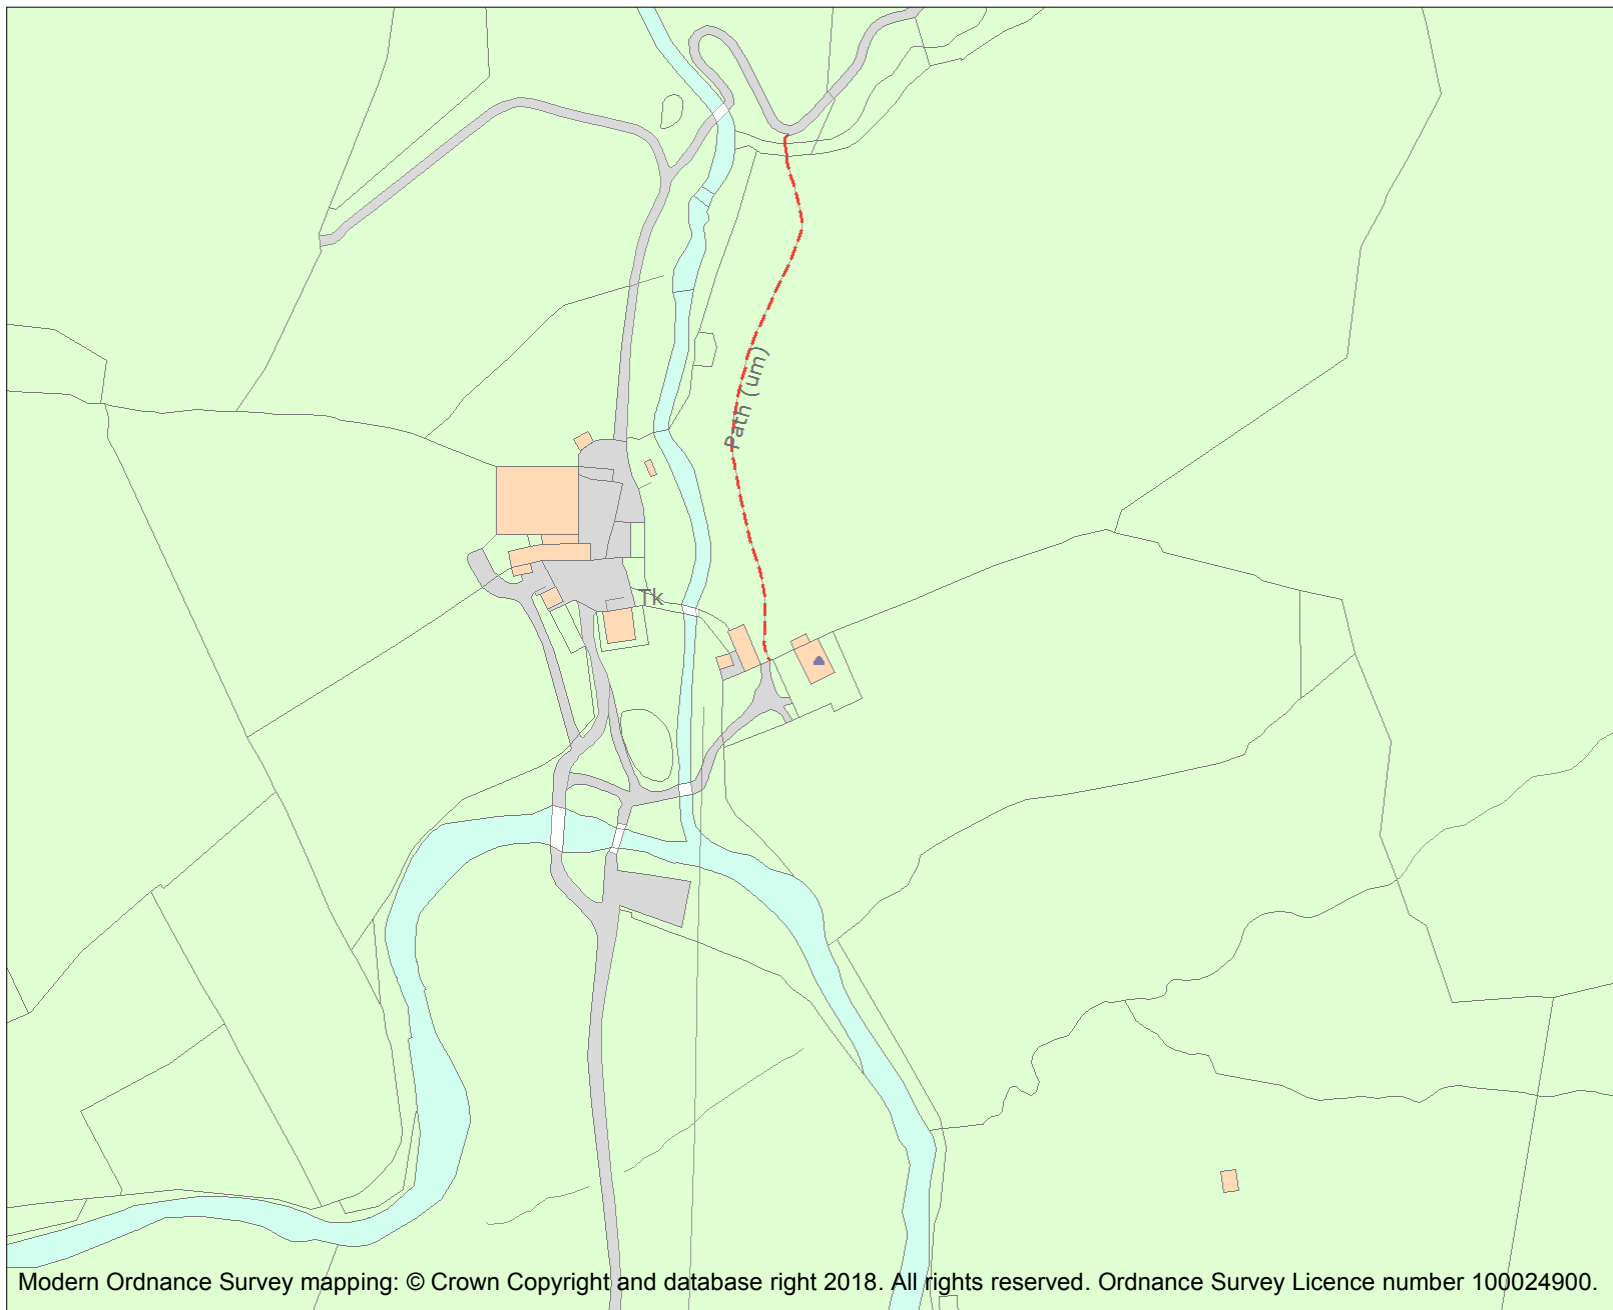 Path (um)
Tk
Modern Ordnance Survey mapping: © Crown Copyright and database right 2018. All rights reserved. Ordnance Survey Licence number 100024900.